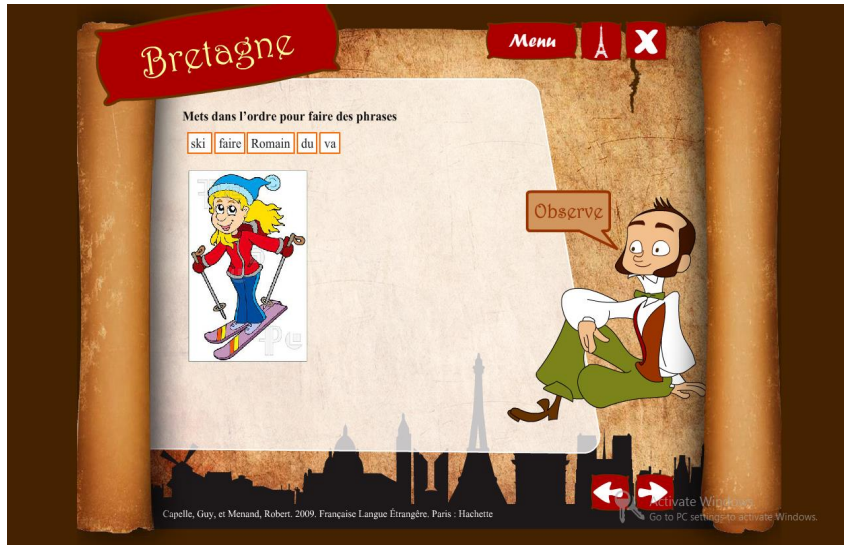 Bretagne
Menu
X
Mets dans l'ordre pour faire des phrases
ski faire Romain du va
Observe
Capelle, Guy, et Menand, Robert. 2009. Française Langue Étrangêre. Paris : Hachette
Activate Windows
Go to PC settings to activate Windows.